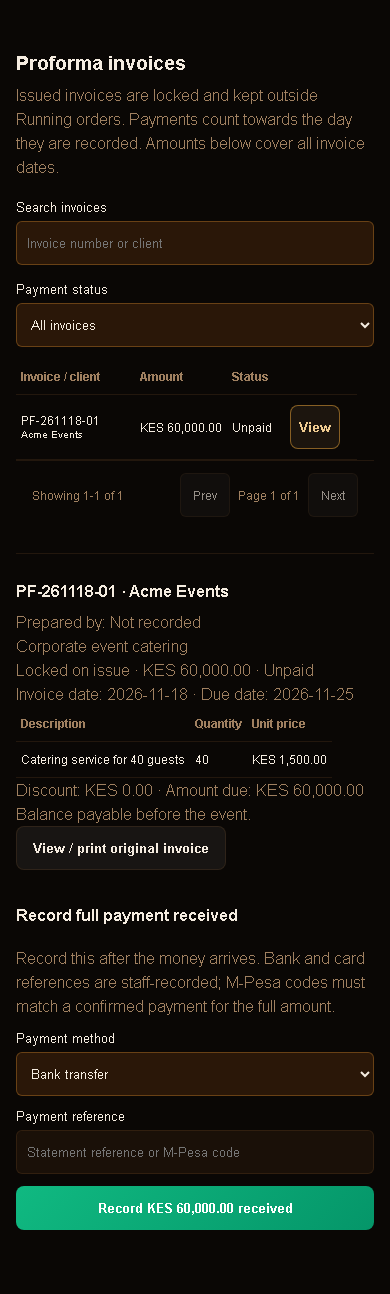 Proforma invoices
Issued invoices are locked and kept outside
Running orders. Payments count towards the day
they are recorded. Amounts below cover all invoice
dates.
Search invoices
Invoice number or client
Payment status
All invoices
Invoice / client Amount Status
PF-261118-01
Acme Events
KES 60,000.00 Unpaid View
Showing 1-1 of 1 Prev Page 1 of 1 Next
PF-261118-01 · Acme Events
Prepared by: Not recorded
Corporate event catering
Locked on issue · KES 60,000.00 · Unpaid
Invoice date: 2026-11-18 · Due date: 2026-11-25
Description Quantity Unit price
Catering service for 40 guests 40 KES 1,500.00
Discount: KES 0.00 · Amount due: KES 60,000.00
Balance payable before the event.
View / print original invoice
Record full payment received
Record this after the money arrives. Bank and card
references are staff-recorded; M-Pesa codes must
match a confirmed payment for the full amount.
Payment method
Bank transfer
Payment reference
Statement reference or M-Pesa code
Record KES 60,000.00 received